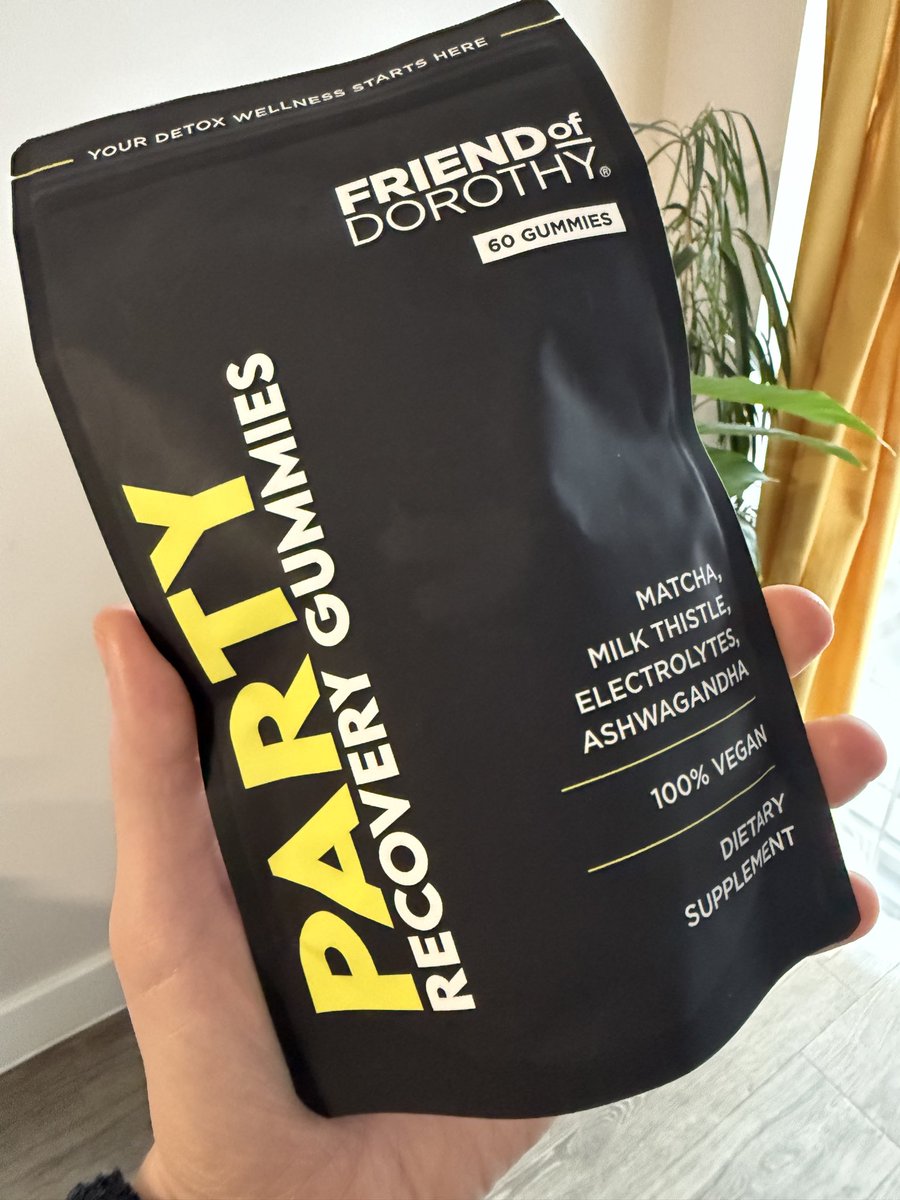 YOUR DETOX WELLNESS STARTS HERE
FRIEND of
DOROTHY®
60 GUMMIES
PARTY
RECOVERY GUMMIES
MATCHA,
MILK THISTLE,
ELECTROLYTES,
ASHWAGANDHA
100% VEGAN
DIETARY
SUPPLEMENT